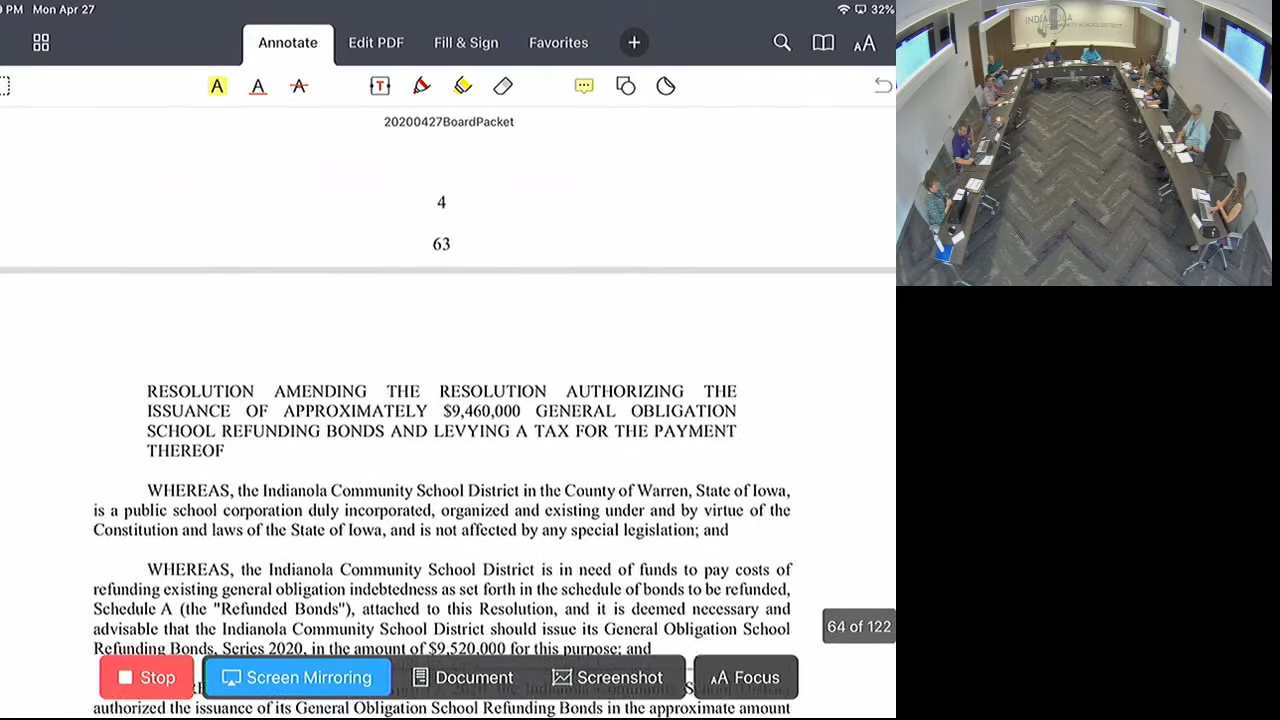 PM Mon Apr 27
32%
Annotate
Edit PDF
Fill & Sign
Favorites
AA
A
A
A
T
20200427BoardPacket
4
63
RESOLUTION AMENDING THE RESOLUTION AUTHORIZING THE
ISSUANCE OF APPROXIMATELY $9,460,000 GENERAL OBLIGATION
SCHOOL REFUNDING BONDS AND LEVYING A TAX FOR THE PAYMENT
THEREOF
WHEREAS, the Indianola Community School District in the County of Warren, State of Iowa,
is a public school corporation duly incorporated, organized and existing under and by virtue of the
Constitution and laws of the State of Iowa, and is not affected by any special legislation; and
WHEREAS, the Indianola Community School District is in need of funds to pay costs of
refunding existing general obligation indebtedness as set forth in the schedule of bonds to be refunded,
Schedule A (the "Refunded Bonds"), attached to this Resolution, and it is deemed necessary and
advisable that the Indianola Community School District should issue its General Obligation School
Refunding Bonds, Series 2020, in the amount of $9,520,000 for this purpose; and
64 of 122
Stop
Screen Mirroring
Document
Screenshot
AA Focus
authorized the issuance of its General Obligation School Refunding Bonds in the approximate amount
INDIANOLA
COMMUNITY SCHOOL DISTRICT